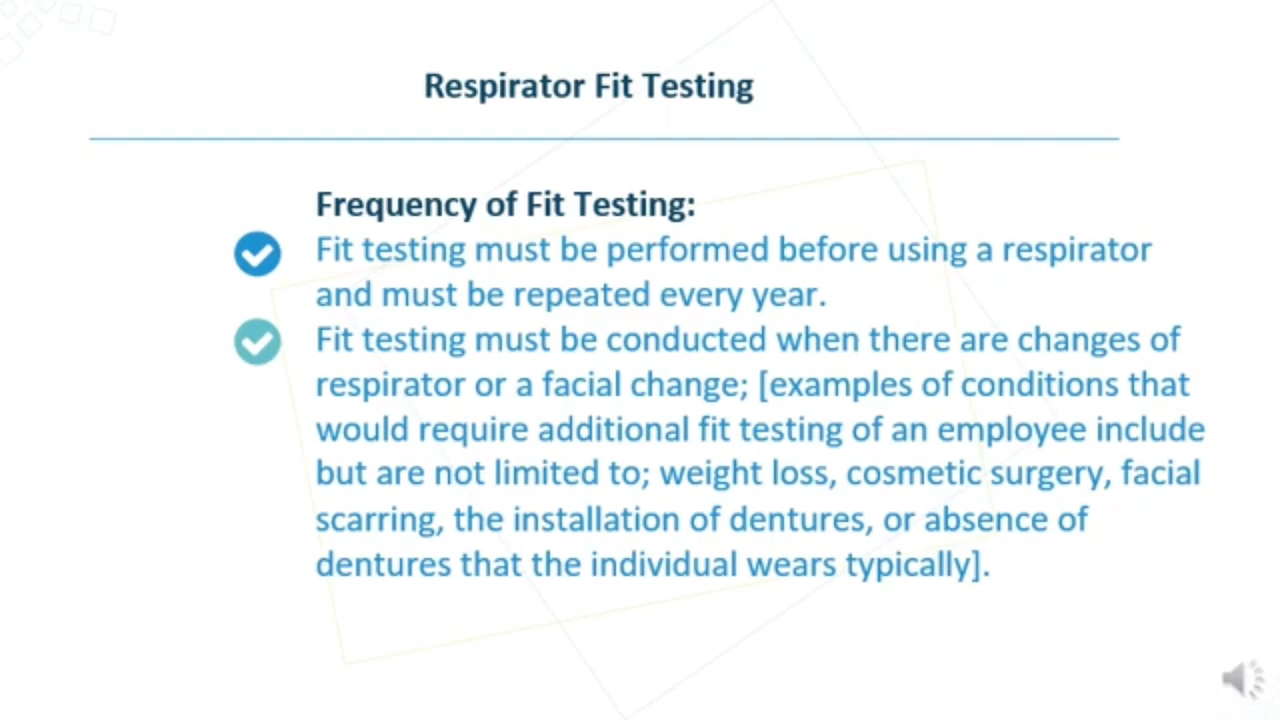 Respirator Fit Testing
Frequency of Fit Testing:
Fit testing must be performed before using a respirator
and must be repeated every year.
Fit testing must be conducted when there are changes of
respirator or a facial change; [examples of conditions that
would require additional fit testing of an employee include
but are not limited to; weight loss, cosmetic surgery, facial
scarring, the installation of dentures, or absence of
dentures that the individual wears typically].